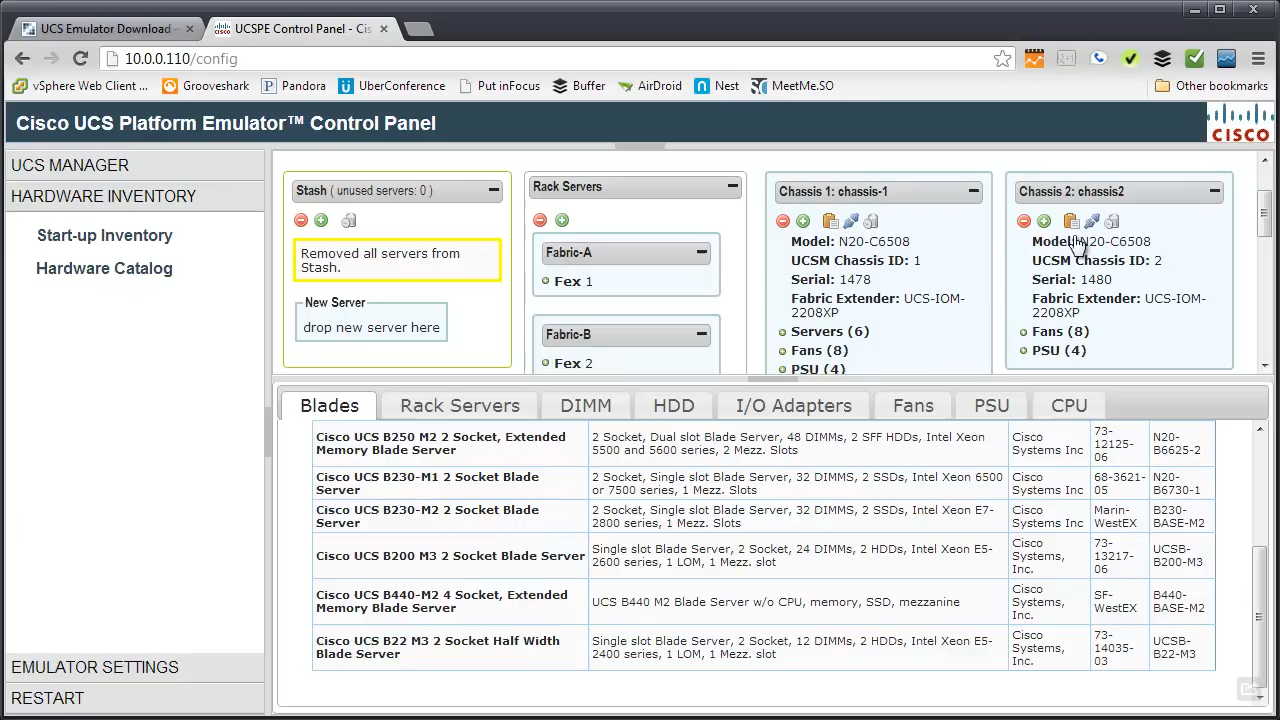 UCS Emulator Download -
UCSPE Control Panel - Cis
10.0.0.110/config
vSphere Web Client ...
Grooveshark
Pandora
UberConference
Put inFocus
Buffer
AirDroid
Nest
MeetMe.SO
Other bookmarks
Cisco UCS Platform Emulator™ Control Panel
CISCO
UCS MANAGER
HARDWARE INVENTORY
Start-up Inventory
Hardware Catalog
EMULATOR SETTINGS
RESTART
Stash ( unused servers: 0 )
Removed all servers from
Stash.
New Server
drop new server here
Rack Servers
Fabric-A
Fex 1
Fabric-B
Fex 2
Chassis 1: chassis-1
Model: N20-C6508
UCSM Chassis ID: 1
Serial: 1478
Fabric Extender: UCS-IOM-
2208XP
Servers (6)
Fans (8)
PSU (4)
Chassis 2: chassis2
Model: N20-C6508
UCSM Chassis ID: 2
Serial: 1480
Fabric Extender: UCS-IOM-
2208XP
Fans (8)
PSU (4)
Blades
Rack Servers
DIMM
HDD
I/O Adapters
Fans
PSU
CPU
Cisco UCS B250 M2 2 Socket, Extended
Memory Blade Server
2 Socket, Dual slot Blade Server, 48 DIMMs, 2 SFF HDDs, Intel Xeon
5500 and 5600 series, 2 Mezz. Slots
Cisco
Systems Inc
73-
12125-
06
N20-
B6625-2
Cisco UCS B230-M1 2 Socket Blade
Server
2 Socket, Single slot Blade Server, 32 DIMMs, 2 SSDs, Intel Xeon 6500
or 7500 series, 1 Mezz. Slots
Cisco
Systems Inc
68-3621-
05
N20-
B6730-1
Cisco UCS B230-M2 2 Socket Blade
Server
2 Socket, Single slot Blade Server, 32 DIMMs, 2 SSDs, Intel Xeon E7-
2800 series, 1 Mezz. Slots
Cisco
Systems Inc
Marin-
WestEX
B230-
BASE-M2
Cisco UCS B200 M3 2 Socket Blade Server
Single slot Blade Server, 2 Socket, 24 DIMMs, 2 HDDs, Intel Xeon E5-
2600 series, 1 LOM, 1 Mezz. slot
Cisco
Systems,
Inc.
73-
13217-
06
UCSB-
B200-M3
Cisco UCS B440-M2 4 Socket, Extended
Memory Blade Server
UCS B440 M2 Blade Server w/o CPU, memory, SSD, mezzanine
Cisco
Systems,
Inc.
SF-
WestEX
B440-
BASE-M2
Cisco UCS B22 M3 2 Socket Half Width
Blade Server
Single slot Blade Server, 2 Socket, 12 DIMMs, 2 HDDs, Intel Xeon E5-
2400 series, 1 LOM, 1 Mezz. slot
Cisco
Systems,
Inc.
73-
14035-
03
UCSB-
B22-M3